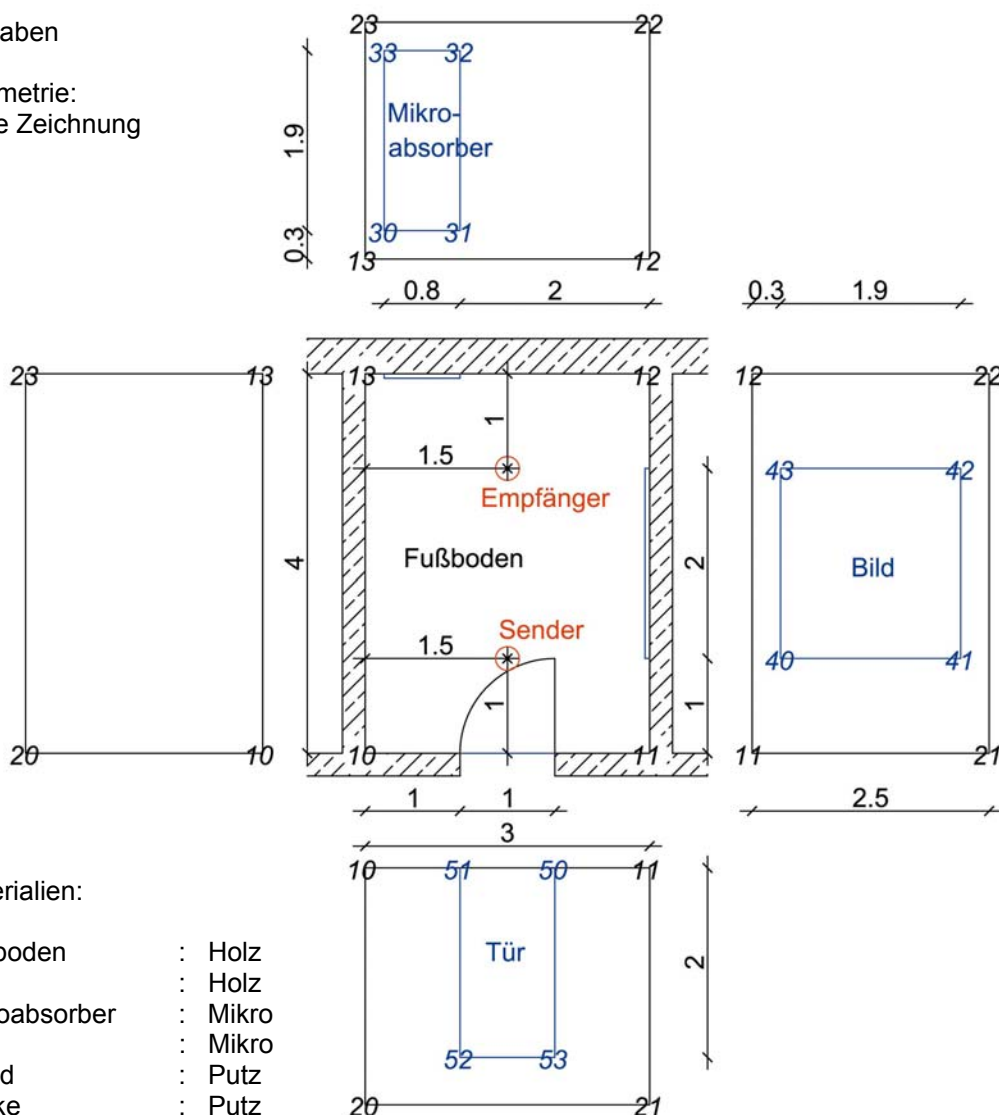 aben
metrie:
e Zeichnung
23 22
33 32
Mikro-
absorber
1.9
30 31
0.3
13 12
0.8 2
0.3 1.9
23 13
13 12
12 22
1
1.5
Empfänger
43 42
4
Fußboden
2
Bild
Sender
1.5
40 41
1
1
20 10
10 11
11 21
1 1
2.5
3
10 51 50 11
erialien:
Tür
2
boden : Holz
: Holz
oabsorber : Mikro
: Mikro
52 53
d : Putz
ke : Putz
20 21